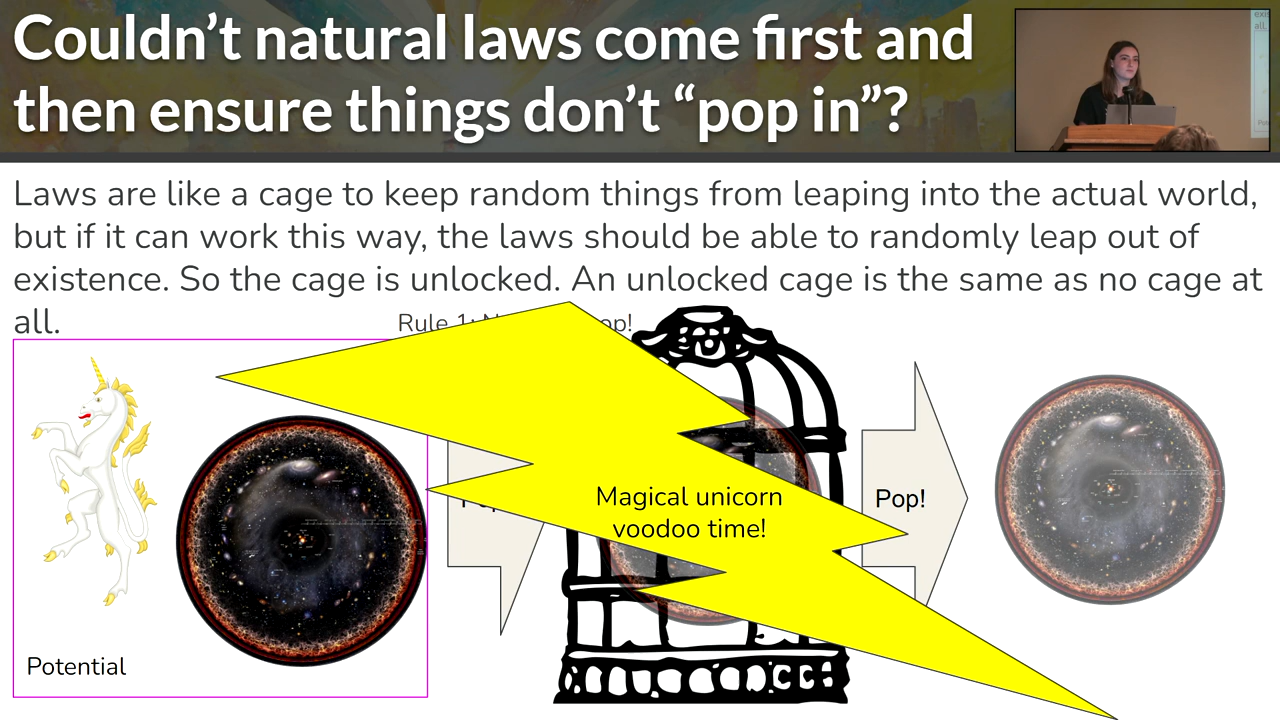 Couldn’t natural laws come first and
then ensure things don’t “pop in”?
Laws are like a cage to keep random things from leaping into the actual world,
but if it can work this way, the laws should be able to randomly leap out of
existence. So the cage is unlocked. An unlocked cage is the same as no cage at
all.
Rule 1:
Magical unicorn
voodoo time!
Pop!
Potential